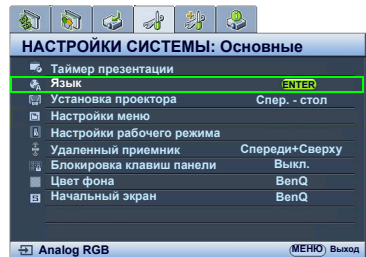 НАСТРОЙКИ СИСТЕМЫ: Основные
Таймер презентации
Язык ENTER
Установка проектора Спер. - стол
Настройки меню
Настройки рабочего режима
Удаленный приемник Спереди+Сверху
Блокировка клавиш панели Выкл.
Цвет фона BenQ
Начальный экран BenQ
Analog RGB МЕНЮ Выход